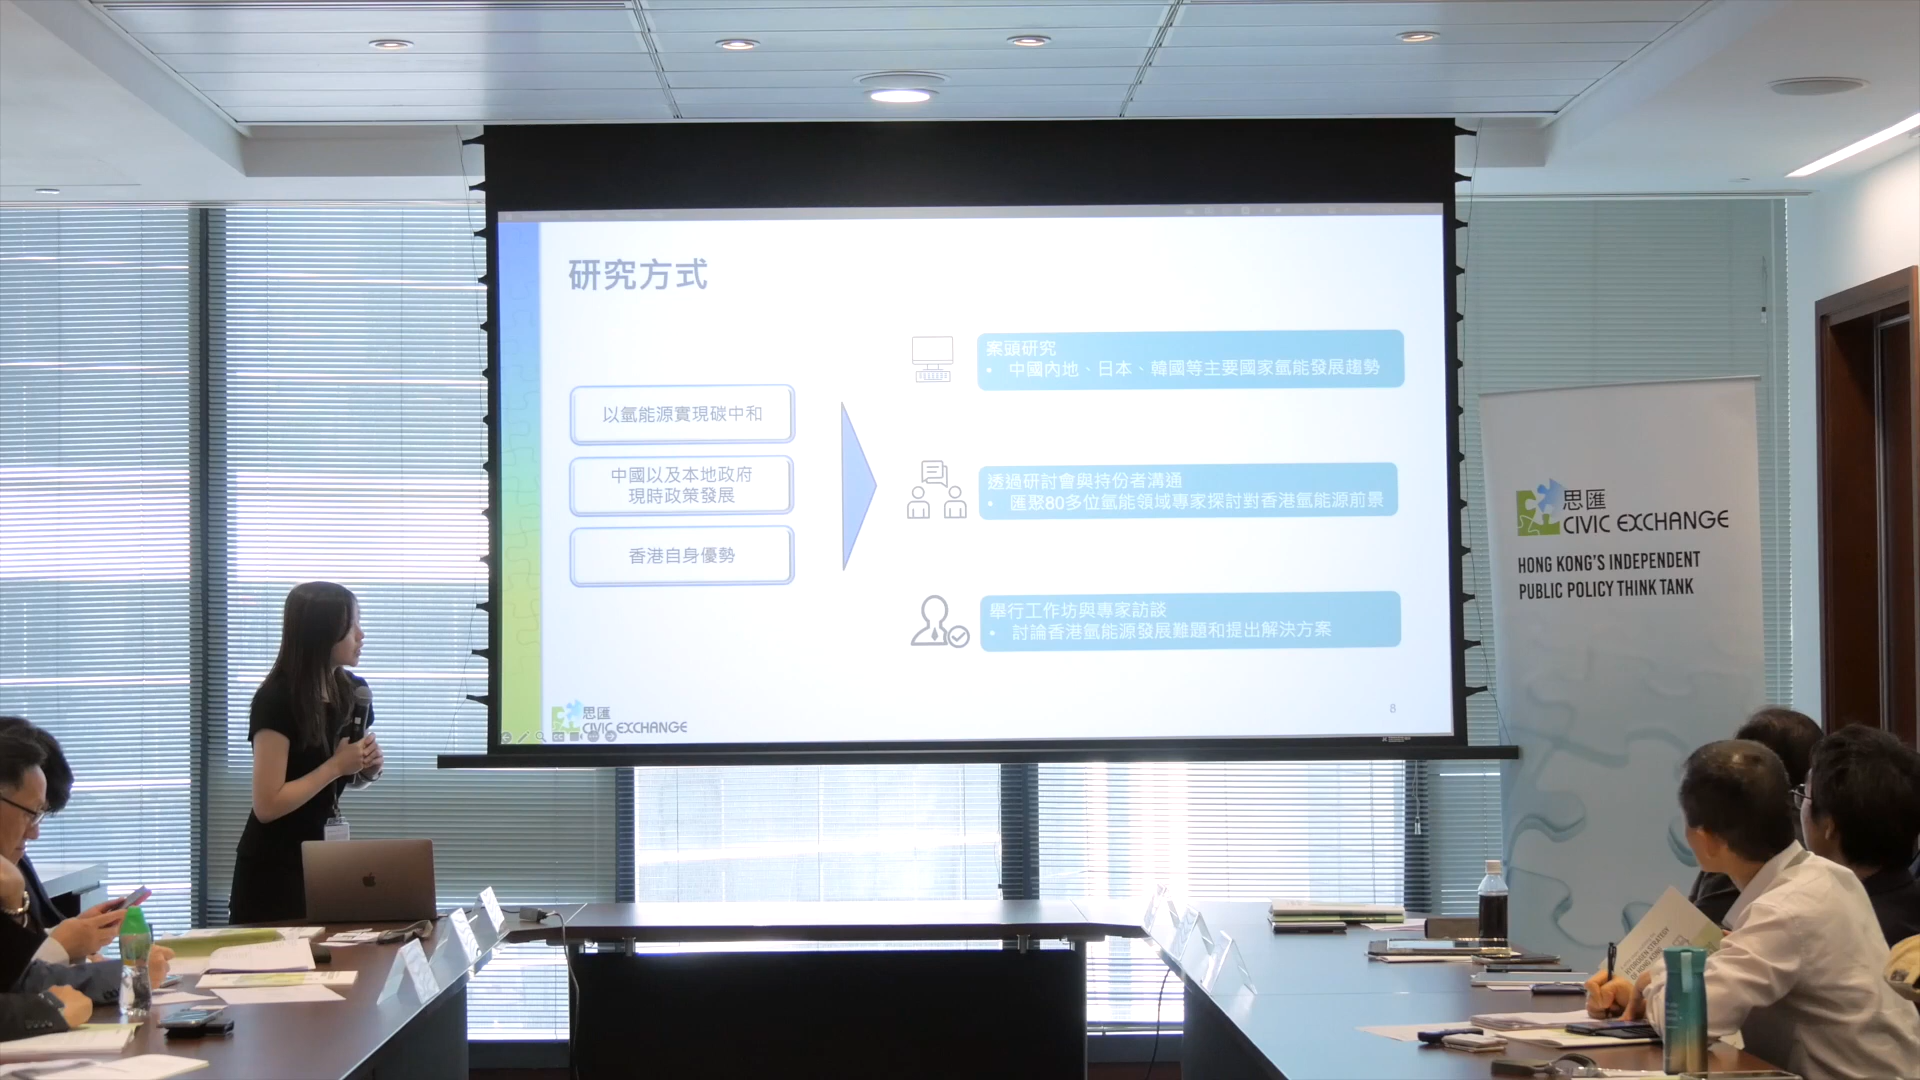 研究方式
以氫能源實現碳中和
中國以及本地政府
現時政策發展
香港自身優勢
案頭研究
• 中國內地、日本、韓國等主要國家氫能發展趨勢
透過研討會與持份者溝通
• 匯聚80多位氫能領域專家探討對香港氫能源前景
舉行工作坊與專家訪談
• 討論香港氫能源發展難題和提出解決方案
思匯
CIVIC EXCHANGE
8
思匯
CIVIC EXCHANGE
HONG KONG'S INDEPENDENT
PUBLIC POLICY THINK TANK
HYDROGEN STRATEGY
OF HONG KONG